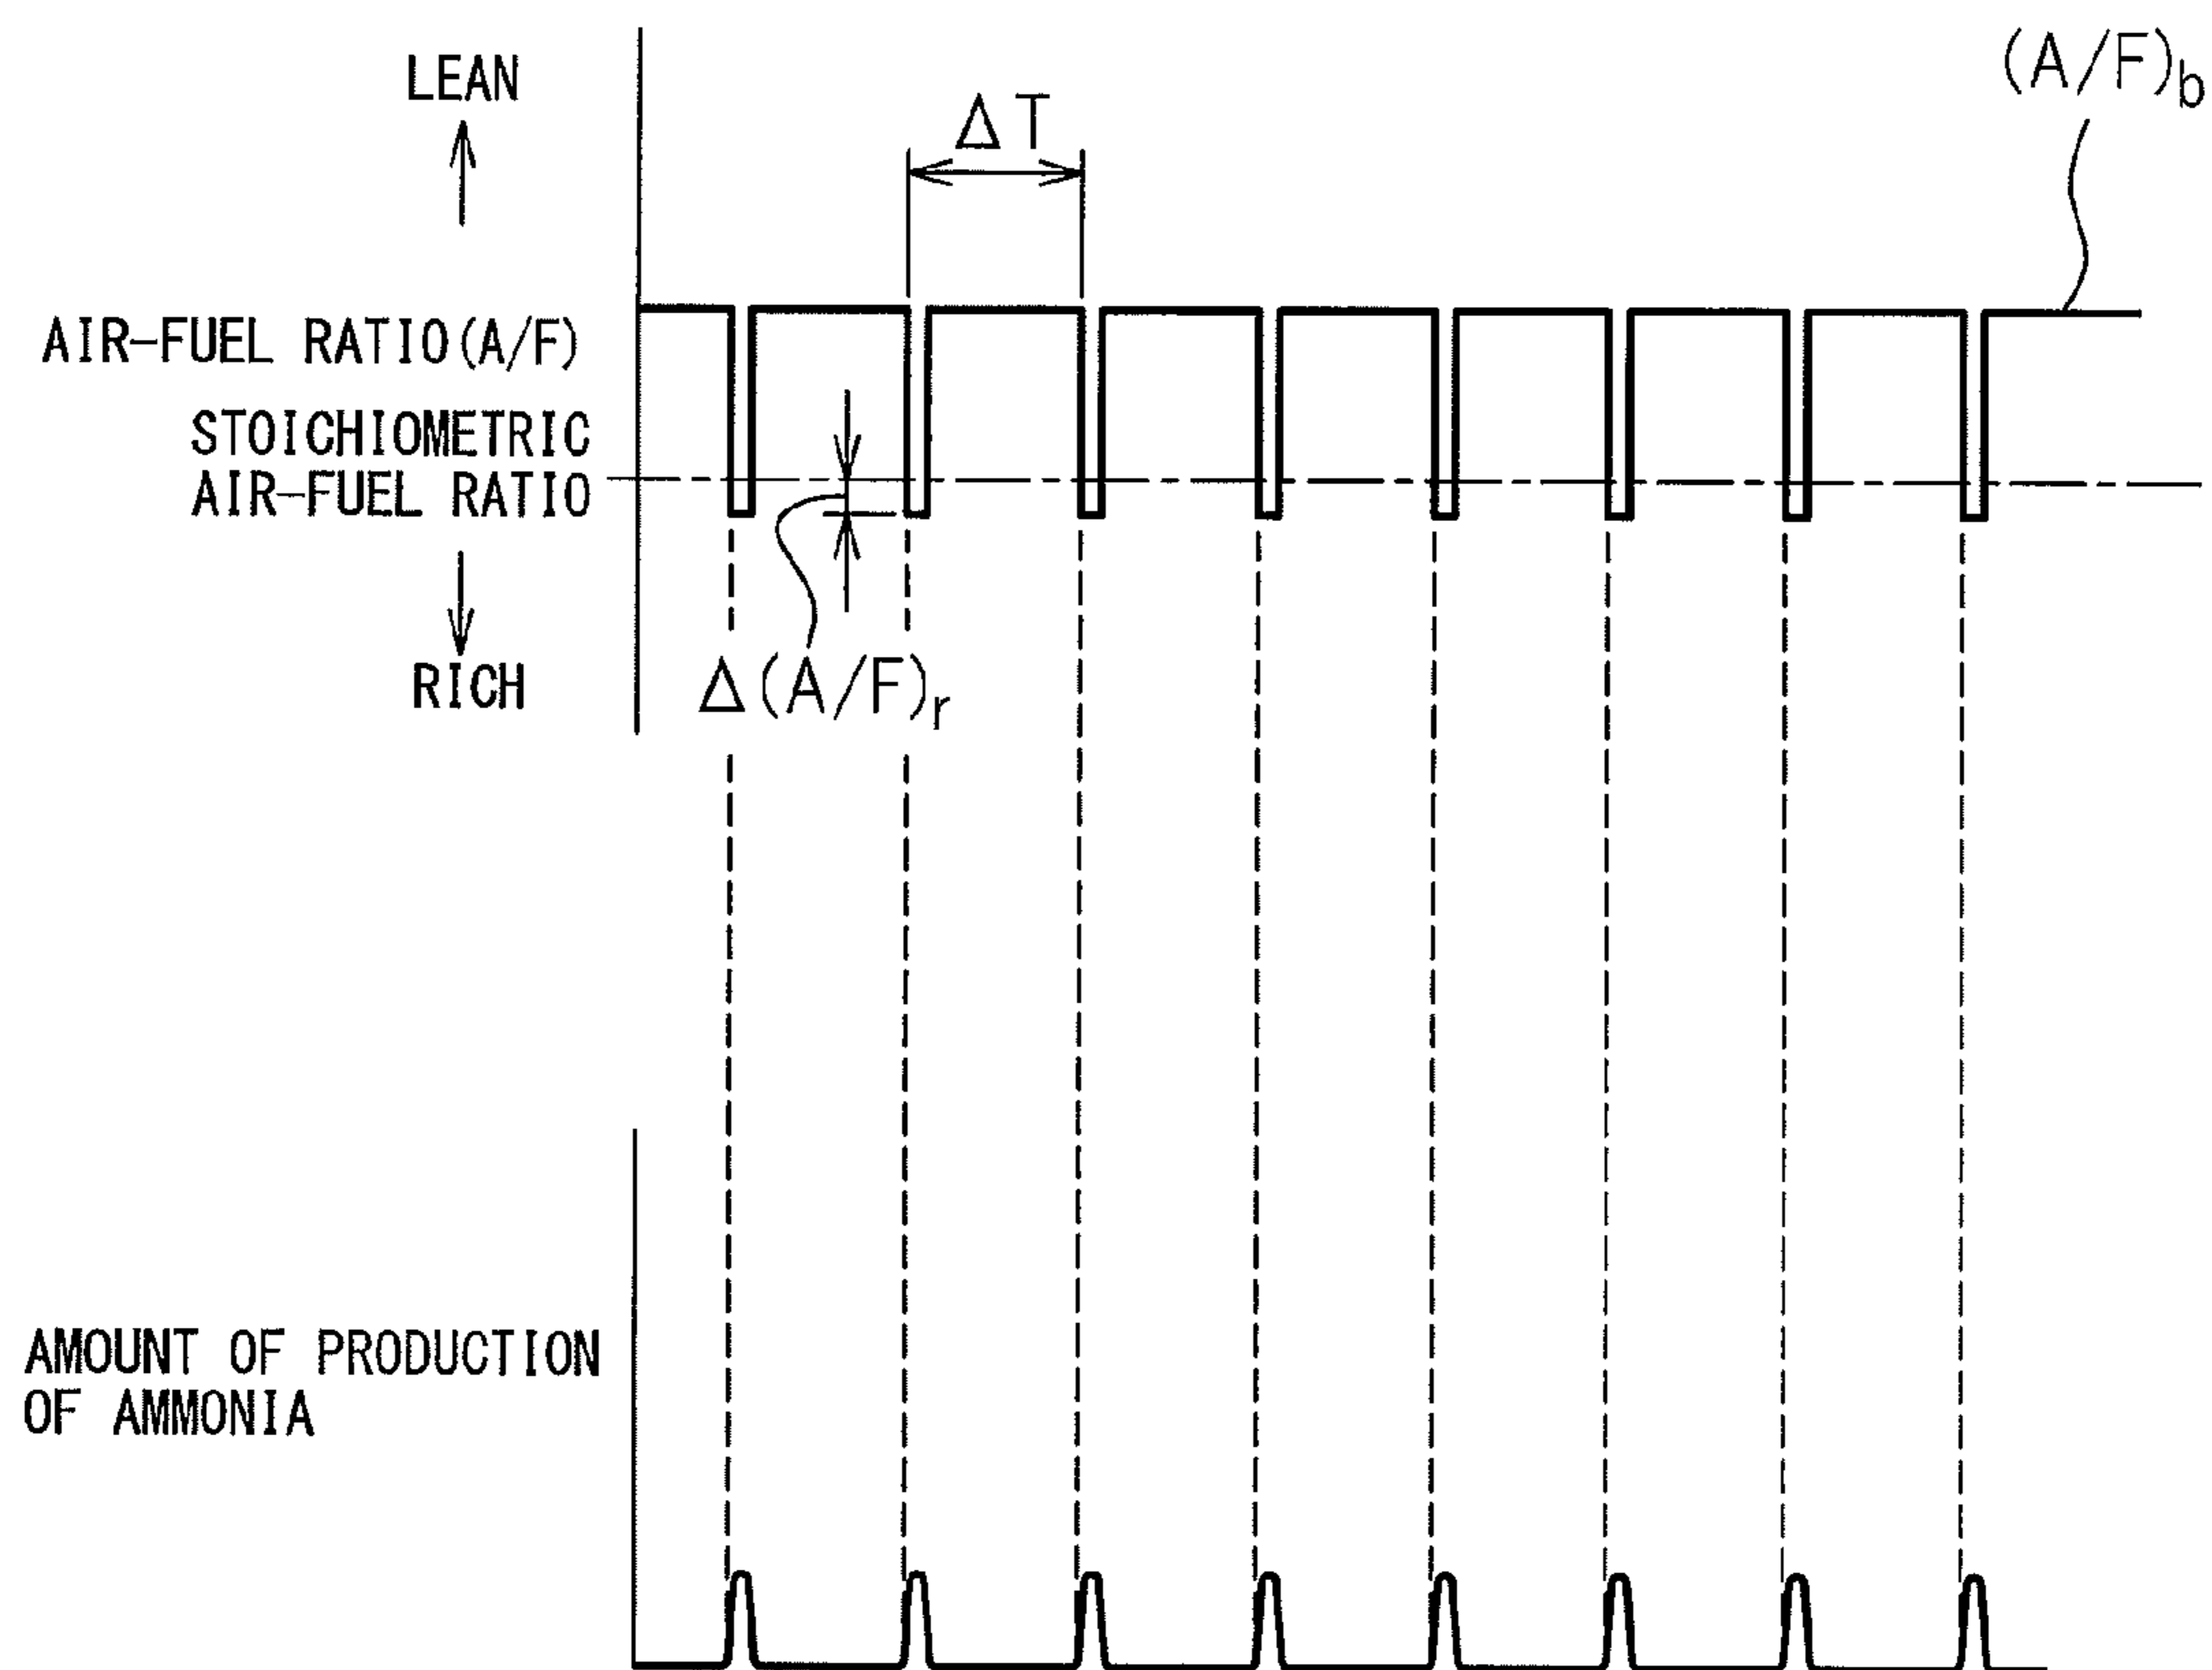 LEAN
(A/F)b
ΔT
AIR-FUEL RATIO(A/F)
STOICHIOMETRIC
AIR-FUEL RATIO
RICH
Δ(A/F)r
AMOUNT OF PRODUCTION
OF AMMONIA